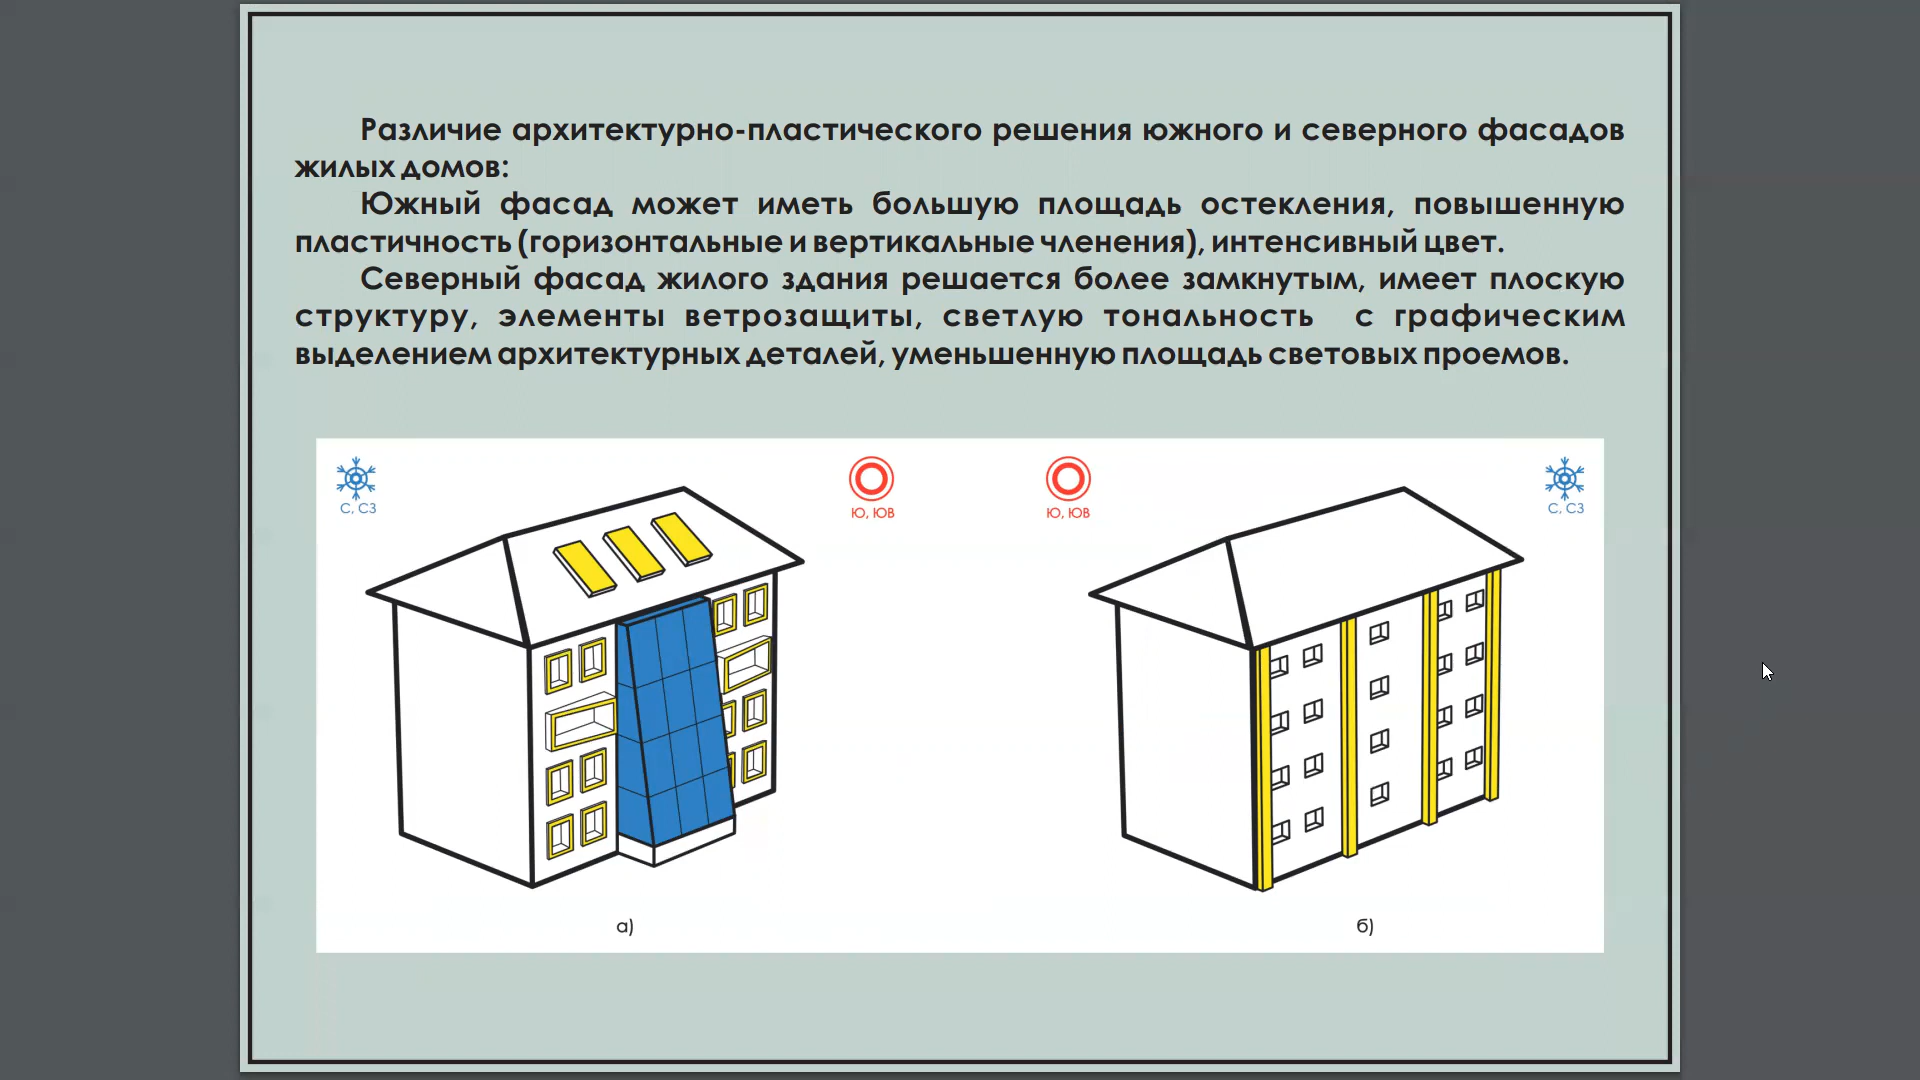 Различие архитектурно-пластического решения южного и северного фасадов
жилых домов:
Южный фасад может иметь большую площадь остекления, повышенную
пластичность (горизонтальные и вертикальные членения), интенсивный цвет.
Северный фасад жилого здания решается более замкнутым, имеет плоскую
структуру, элементы ветрозащиты, светлую тональность с графическим
выделением архитектурных деталей, уменьшенную площадь световых проемов.
С, СЗ
Ю, ЮВ
Ю, ЮВ
С, СЗ
а)
б)